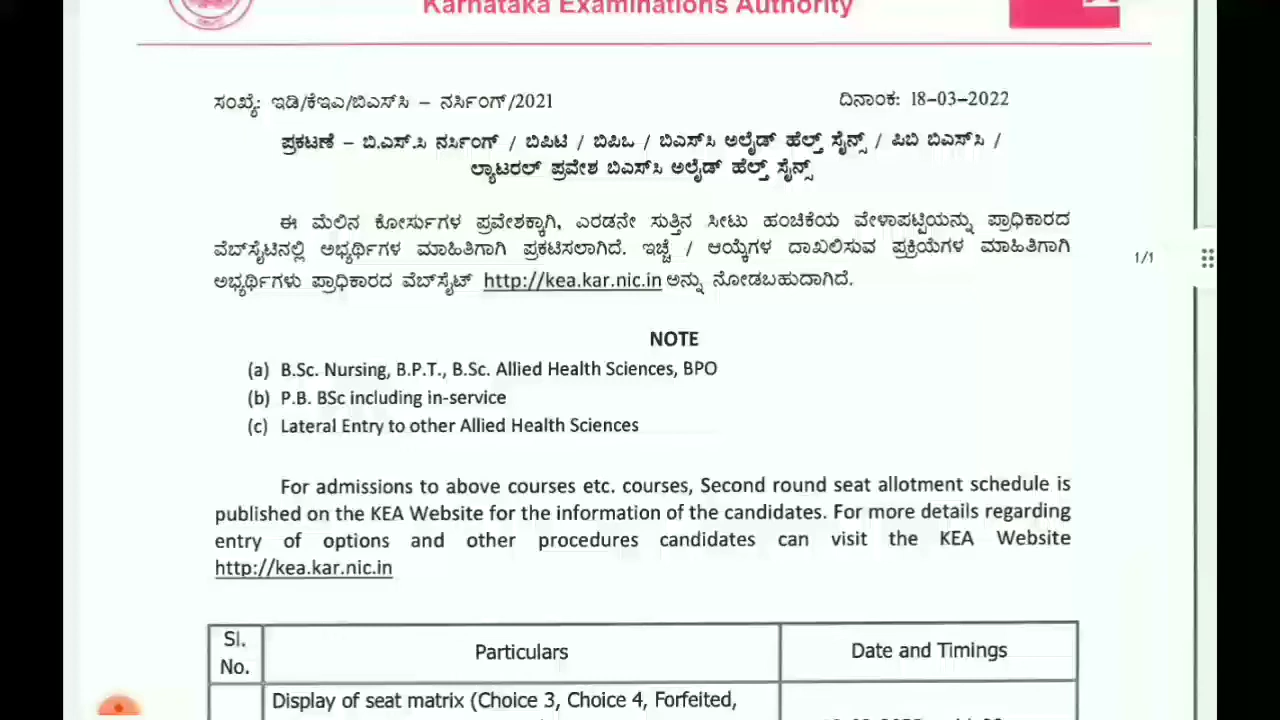 Karnataka Examinations Authority
ಸಂಖ್ಯೆ: ಇಡಿ/ಕೆಇಎ/ಬಿಎಸ್‌ಸಿ – ನರ್ಸಿಂಗ್/2021 ದಿನಾಂಕ: 18-03-2022
ಪ್ರಕಟಣೆ – ಬಿ.ಎಸ್.ಸಿ ನರ್ಸಿಂಗ್ / ಬಿಪಿಟಿ / ಬಿಪಿಒ / ಬಿಎಸ್‌ಸಿ ಅಲೈಡ್ ಹೆಲ್ತ್ ಸೈನ್ಸ್ / ಪಿಬಿ ಬಿಎಸ್‌ಸಿ /
ಲ್ಯಾಟರಲ್ ಪ್ರವೇಶ ಬಿಎಸ್‌ಸಿ ಅಲೈಡ್ ಹೆಲ್ತ್ ಸೈನ್ಸ್
ಈ ಮೆಲಿನ ಕೋರ್ಸುಗಳ ಪ್ರವೇಶಕ್ಕಾಗಿ, ಎರಡನೇ ಸುತ್ತಿನ ಸೀಟು ಹಂಚಿಕೆಯ ವೇಳಾಪಟ್ಟಿಯನ್ನು ಪ್ರಾಧಿಕಾರದ
ವೆಬ್‌ಸೈಟಿನಲ್ಲಿ ಅಭ್ಯರ್ಥಿಗಳ ಮಾಹಿತಿಗಾಗಿ ಪ್ರಕಟಿಸಲಾಗಿದೆ. ಇಚ್ಛೆ / ಆಯ್ಕೆಗಳ ದಾಖಲಿಸುವ ಪ್ರಕ್ರಿಯೆಗಳ ಮಾಹಿತಿಗಾಗಿ
ಅಭ್ಯರ್ಥಿಗಳು ಪ್ರಾಧಿಕಾರದ ವೆಬ್‌ಸೈಟ್ http://kea.kar.nic.in ಅನ್ನು ನೋಡಬಹುದಾಗಿದೆ.
1/1
NOTE
(a) B.Sc. Nursing, B.P.T., B.Sc. Allied Health Sciences, BPO
(b) P.B. BSc including in-service
(c) Lateral Entry to other Allied Health Sciences
For admissions to above courses etc. courses, Second round seat allotment schedule is
published on the KEA Website for the information of the candidates. For more details regarding
entry of options and other procedures candidates can visit the KEA Website
http://kea.kar.nic.in
Sl. No. Particulars Date and Timings
Display of seat matrix (Choice 3, Choice 4, Forfeited,